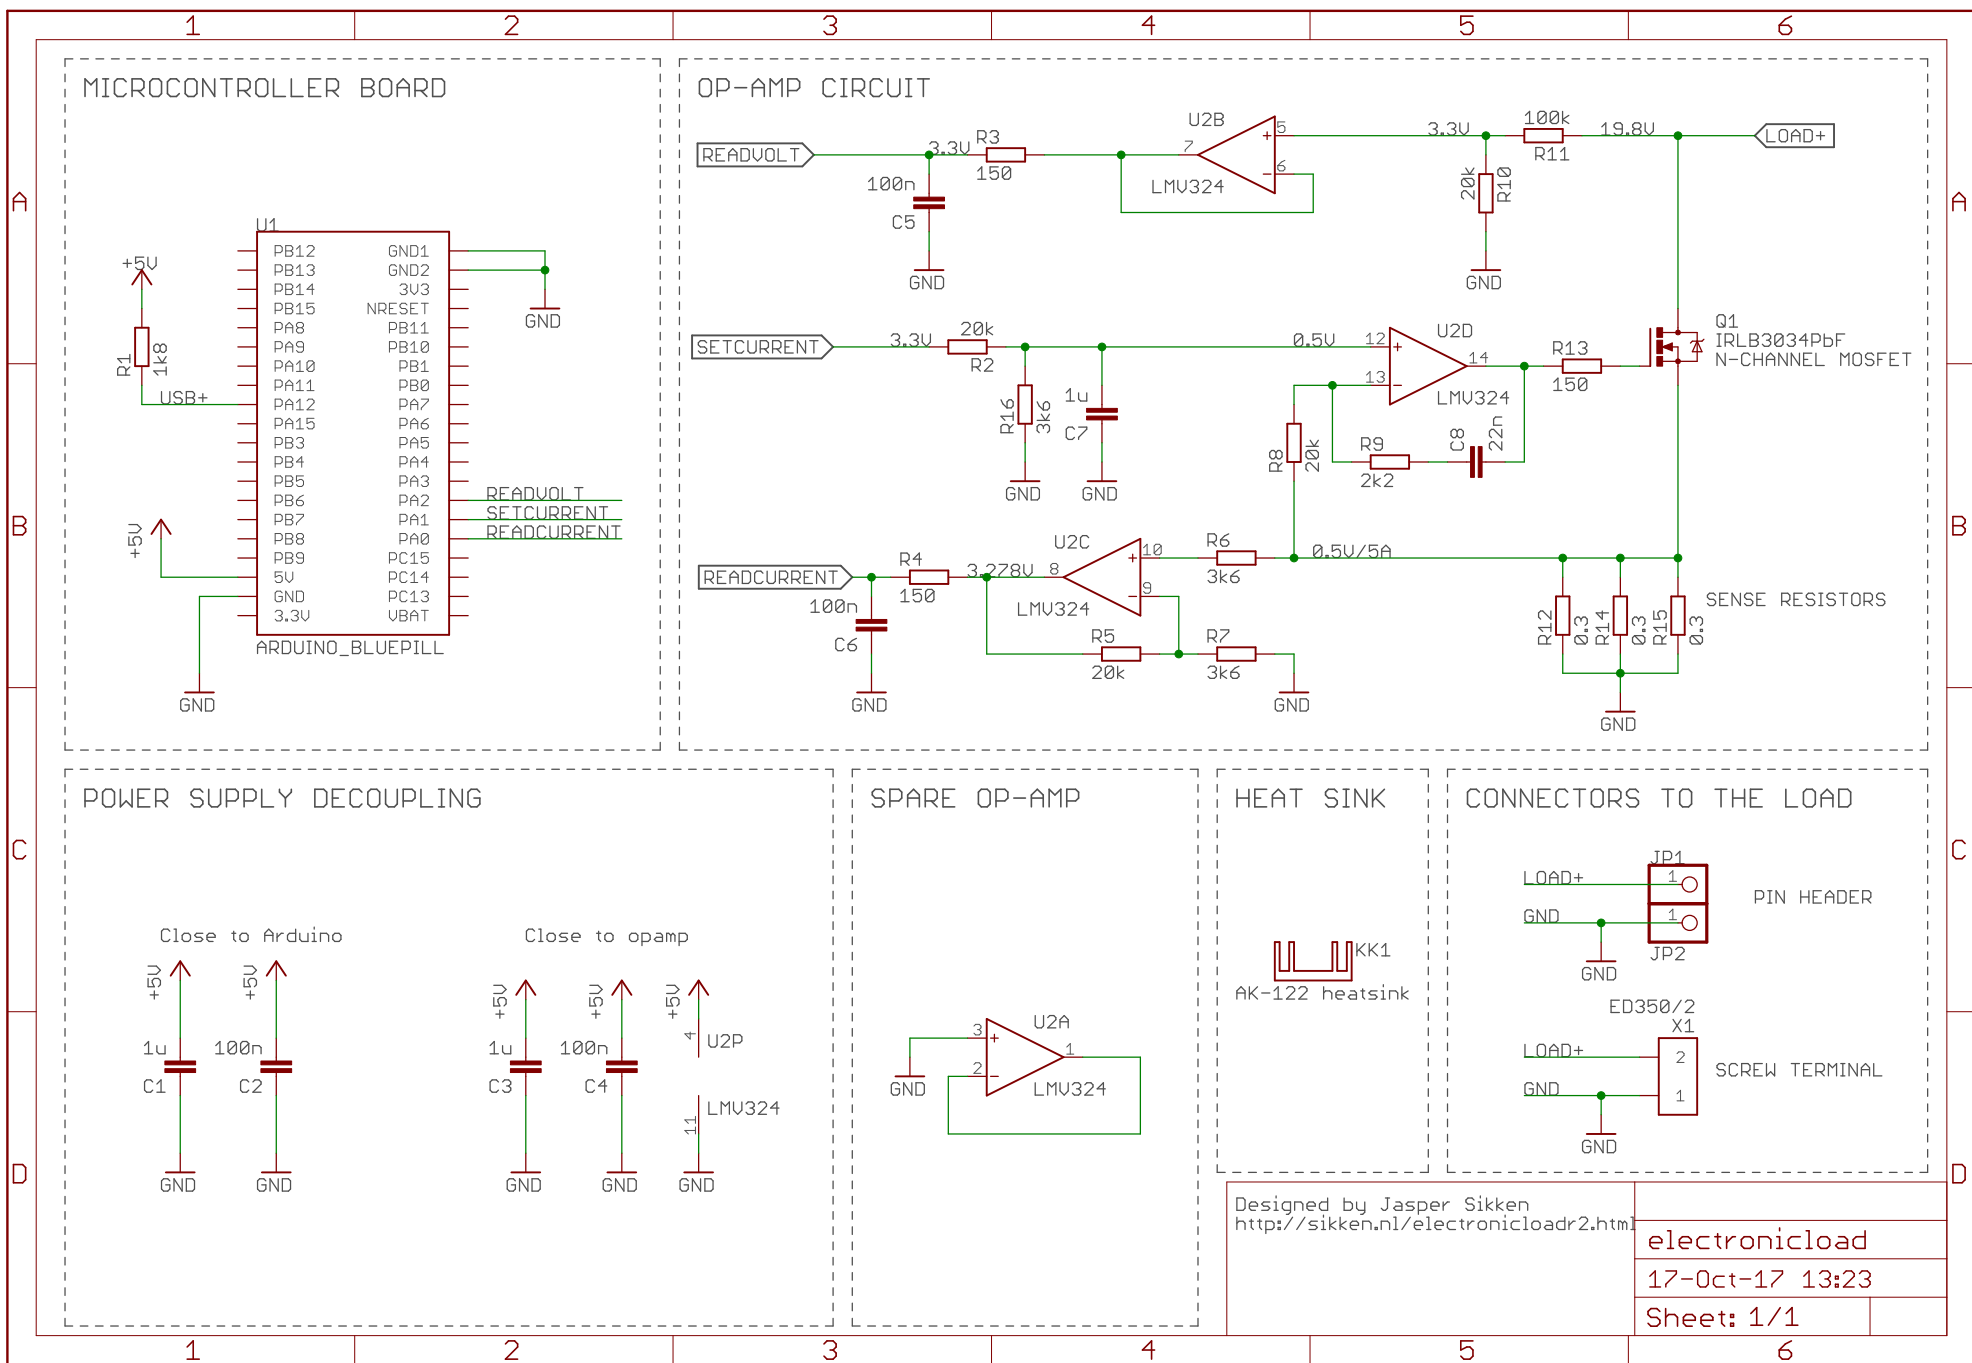 1 2 3 4 5 6
A
B
C
D
A
B
C
D
MICROCONTROLLER BOARD
U1
+5V
R1
1k8
USB+
PB12 GND1
PB13 GND2
PB14 3V3
PB15 NRESET
PA8 PB11
PA9 PB10
PA10 PB1
PA11 PB0
PA12 PA7
PA15 PA6
PB3 PA5
PB4 PA4
PB5 PA3
PB6 PA2
PB7 PA1
PB8 PA0
PB9 PC15
5V PC14
GND PC13
3.3V VBAT
ARDUINO_BLUEPILL
GND
READVOLT
SETCURRENT
READCURRENT
+5V
GND
OP-AMP CIRCUIT
READVOLT
3.3V
R3
150
100n
C5
GND
U2B
7
5
6
LMV324
3.3V
100k
R11
19.8V
LOAD+
20k
R10
GND
SETCURRENT
3.3V
20k
R2
R16
3k6
GND
1u
C7
GND
0.5V
12
13
14
U2D
LMV324
R13
150
Q1
IRLB3034PbF
N-CHANNEL MOSFET
R8
20k
R9
2k2
C8
22n
READCURRENT
100n
C6
GND
R4
150
3.278V
8
U2C
10
9
LMV324
R6
3k6
0.5V/5A
R5
20k
R7
3k6
GND
R12
0.3
R14
0.3
R15
0.3
SENSE RESISTORS
GND
POWER SUPPLY DECOUPLING
Close to Arduino
+5V
1u
C1
GND
+5V
100n
C2
GND
Close to opamp
+5V
1u
C3
GND
+5V
100n
C4
GND
+5V
4
U2P
LMV324
11
GND
SPARE OP-AMP
GND
3
2
1
U2A
LMV324
HEAT SINK
KK1
AK-122 heatsink
CONNECTORS TO THE LOAD
JP1
LOAD+
1
PIN HEADER
GND
1
JP2
GND
ED350/2
X1
LOAD+
2
SCREW TERMINAL
GND
1
GND
Designed by Jasper Sikken
http://sikken.nl/electronicloadr2.html
electronicload
17-Oct-17 13:23
Sheet: 1/1
1 2 3 4 5 6